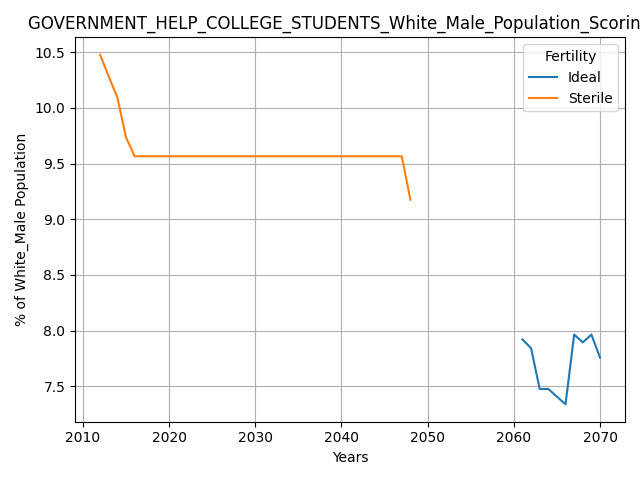 GOVERNMENT_HELP_COLLEGE_STUDENTS_White_Male_Population_Scorin
Fertility
Ideal
Sterile
% of White_Male Population
10.5
10.0
9.5
9.0
8.5
8.0
7.5
2010 2020 2030 2040 2050 2060 2070
Years